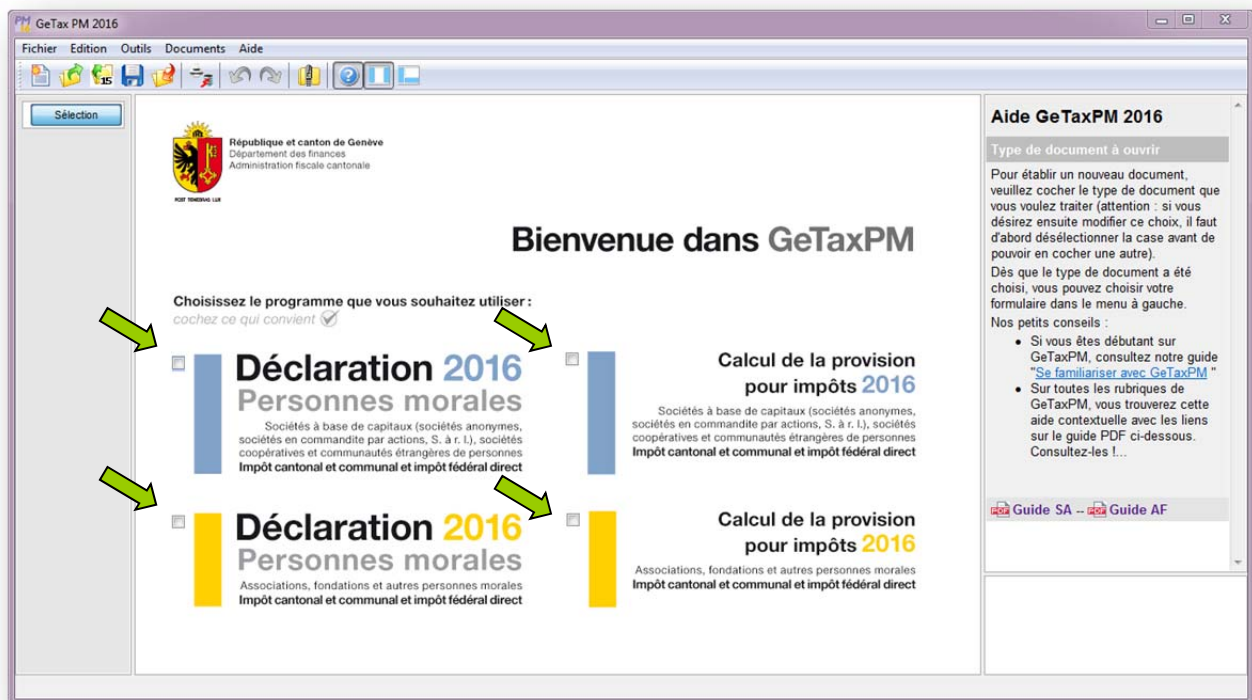 GeTax PM 2016
Fichier Edition Outils Documents Aide
15
Sélection
République et canton de Genève
Département des finances
Administration fiscale cantonale
POST TENEBRAS LUX
Bienvenue dans GeTaxPM
Choisissez le programme que vous souhaitez utiliser :
cochez ce qui convient
Déclaration 2016
Personnes morales
Sociétés à base de capitaux (sociétés anonymes,
sociétés en commandite par actions, S. à r. l.), sociétés
coopératives et communautés étrangères de personnes
Impôt cantonal et communal et impôt fédéral direct
Calcul de la provision
pour impôts 2016
Sociétés à base de capitaux (sociétés anonymes,
sociétés en commandite par actions, S. à r. l.), sociétés
coopératives et communautés étrangères de personnes
Impôt cantonal et communal et impôt fédéral direct
Déclaration 2016
Personnes morales
Associations, fondations et autres personnes morales
Impôt cantonal et communal et impôt fédéral direct
Calcul de la provision
pour impôts 2016
Associations, fondations et autres personnes morales
Impôt cantonal et communal et impôt fédéral direct
Aide GeTaxPM 2016
Type de document à ouvrir
Pour établir un nouveau document,
veuillez cocher le type de document que
vous voulez traiter (attention : si vous
désirez ensuite modifier ce choix, il faut
d'abord désélectionner la case avant de
pouvoir en cocher une autre).
Dès que le type de document a été
choisi, vous pouvez choisir votre
formulaire dans le menu à gauche.
Nos petits conseils :
• Si vous êtes débutant sur
GeTaxPM, consultez notre guide
"Se familiariser avec GeTaxPM "
• Sur toutes les rubriques de
GeTaxPM, vous trouverez cette
aide contextuelle avec les liens
sur le guide PDF ci-dessous.
Consultez-les !...
PDF Guide SA -- PDF Guide AF